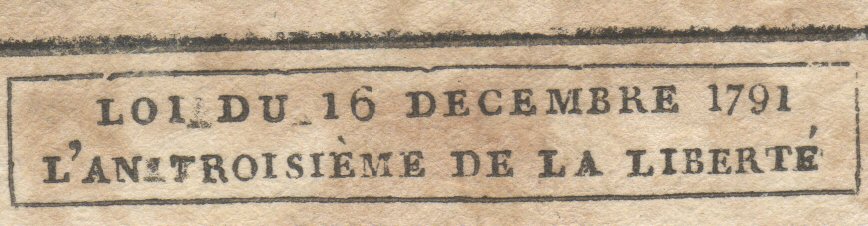 LOI DU 16 DECEMBRE 1791
L'AN TROISIÈME DE LA LIBERTÉ